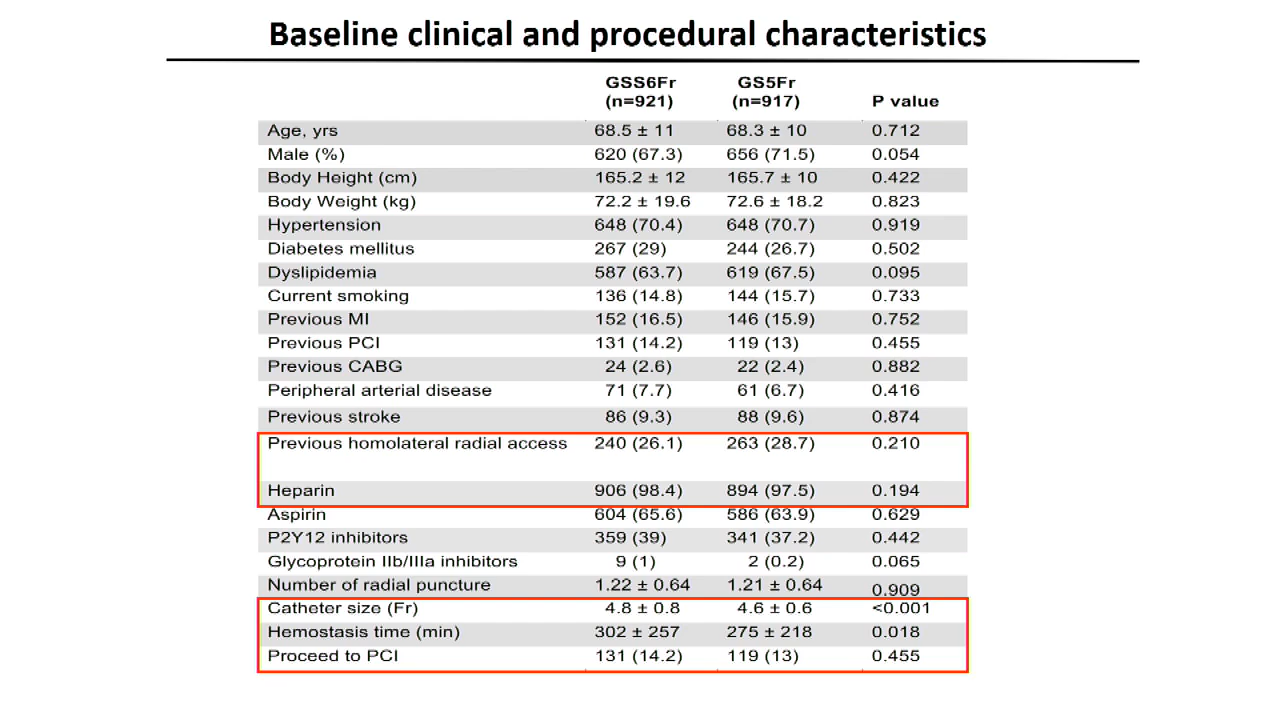 Baseline clinical and procedural characteristics
GSS6Fr (n=921) GS5Fr (n=917) P value
Age, yrs 68.5 ± 11 68.3 ± 10 0.712
Male (%) 620 (67.3) 656 (71.5) 0.054
Body Height (cm) 165.2 ± 12 165.7 ± 10 0.422
Body Weight (kg) 72.2 ± 19.6 72.6 ± 18.2 0.823
Hypertension 648 (70.4) 648 (70.7) 0.919
Diabetes mellitus 267 (29) 244 (26.7) 0.502
Dyslipidemia 587 (63.7) 619 (67.5) 0.095
Current smoking 136 (14.8) 144 (15.7) 0.733
Previous MI 152 (16.5) 146 (15.9) 0.752
Previous PCI 131 (14.2) 119 (13) 0.455
Previous CABG 24 (2.6) 22 (2.4) 0.882
Peripheral arterial disease 71 (7.7) 61 (6.7) 0.416
Previous stroke 86 (9.3) 88 (9.6) 0.874
Previous homolateral radial access 240 (26.1) 263 (28.7) 0.210
Heparin 906 (98.4) 894 (97.5) 0.194
Aspirin 604 (65.6) 586 (63.9) 0.629
P2Y12 inhibitors 359 (39) 341 (37.2) 0.442
Glycoprotein IIb/IIIa inhibitors 9 (1) 2 (0.2) 0.065
Number of radial puncture 1.22 ± 0.64 1.21 ± 0.64 0.909
Catheter size (Fr) 4.8 ± 0.8 4.6 ± 0.6 <0.001
Hemostasis time (min) 302 ± 257 275 ± 218 0.018
Proceed to PCI 131 (14.2) 119 (13) 0.455